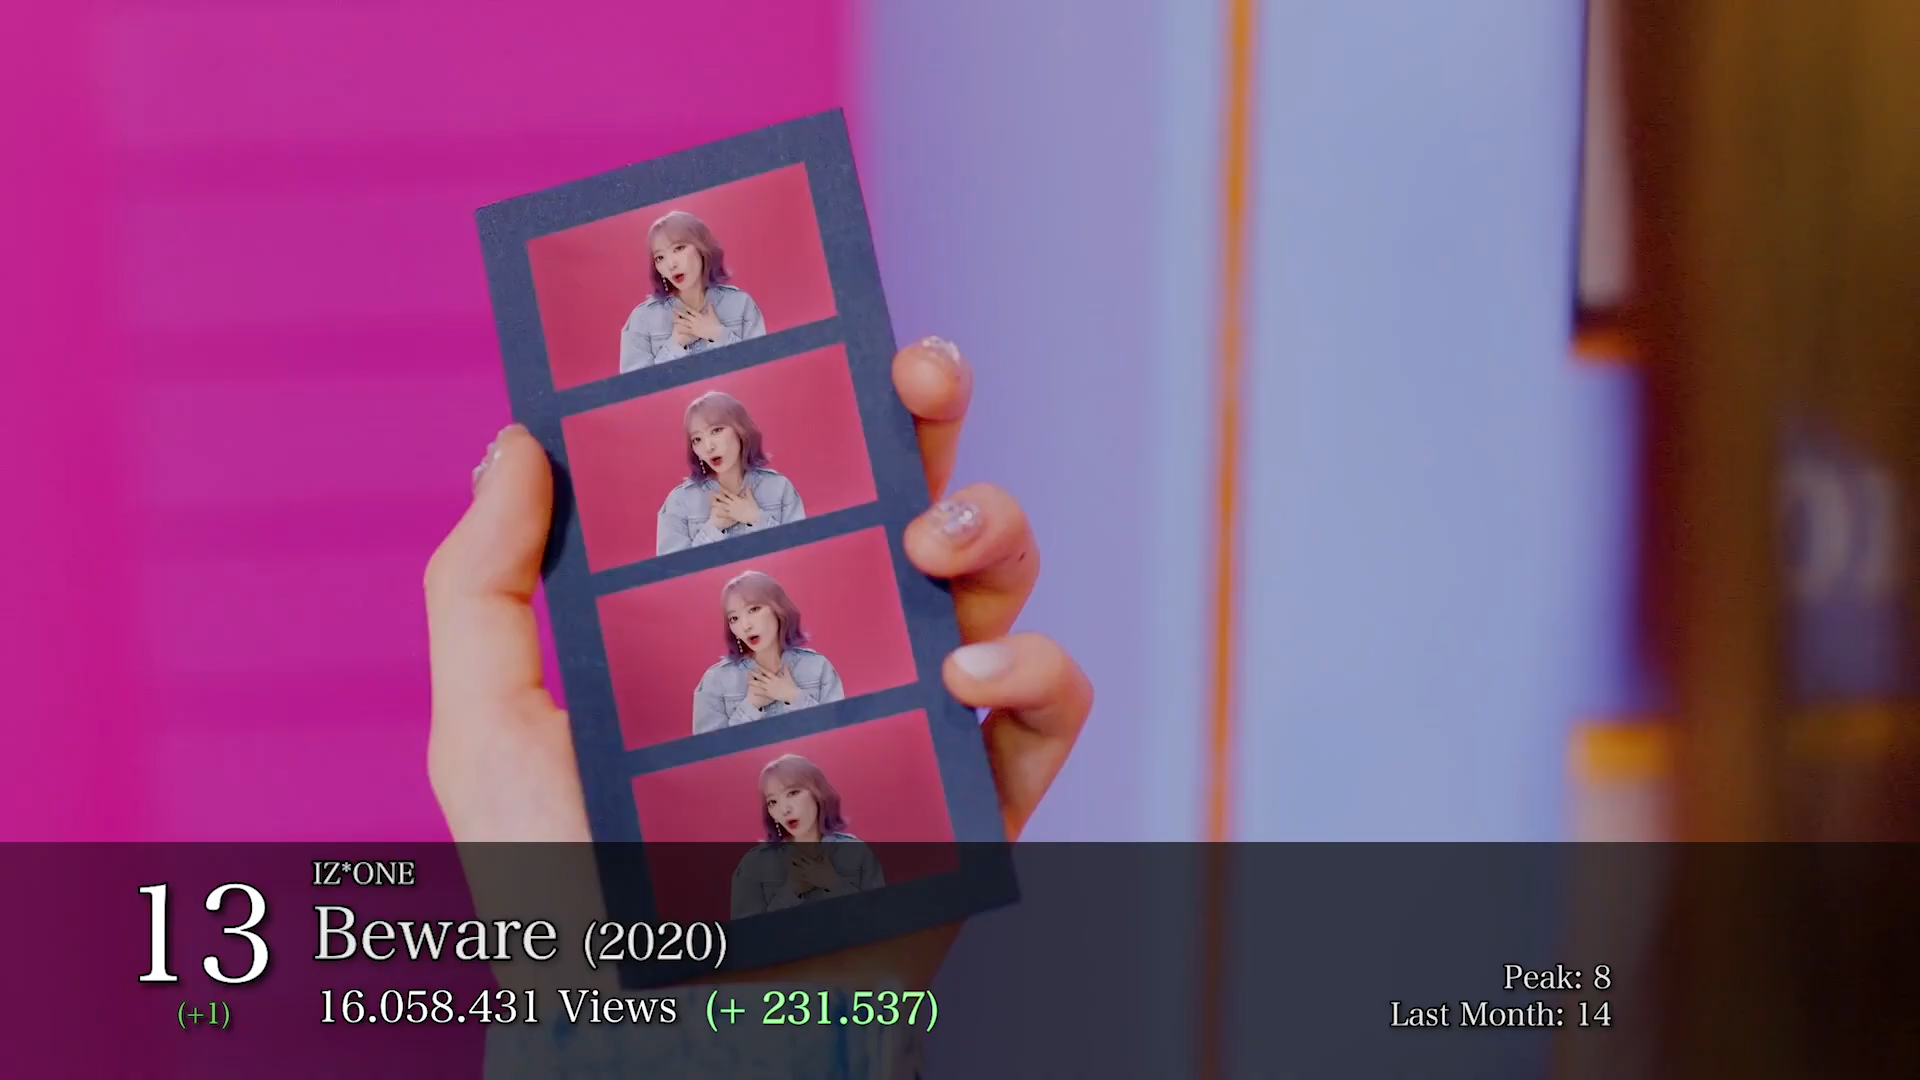 IZ*ONE
13
Beware (2020)
(+1)
16.058.431 Views (+ 231.537)
Peak: 8
Last Month: 14